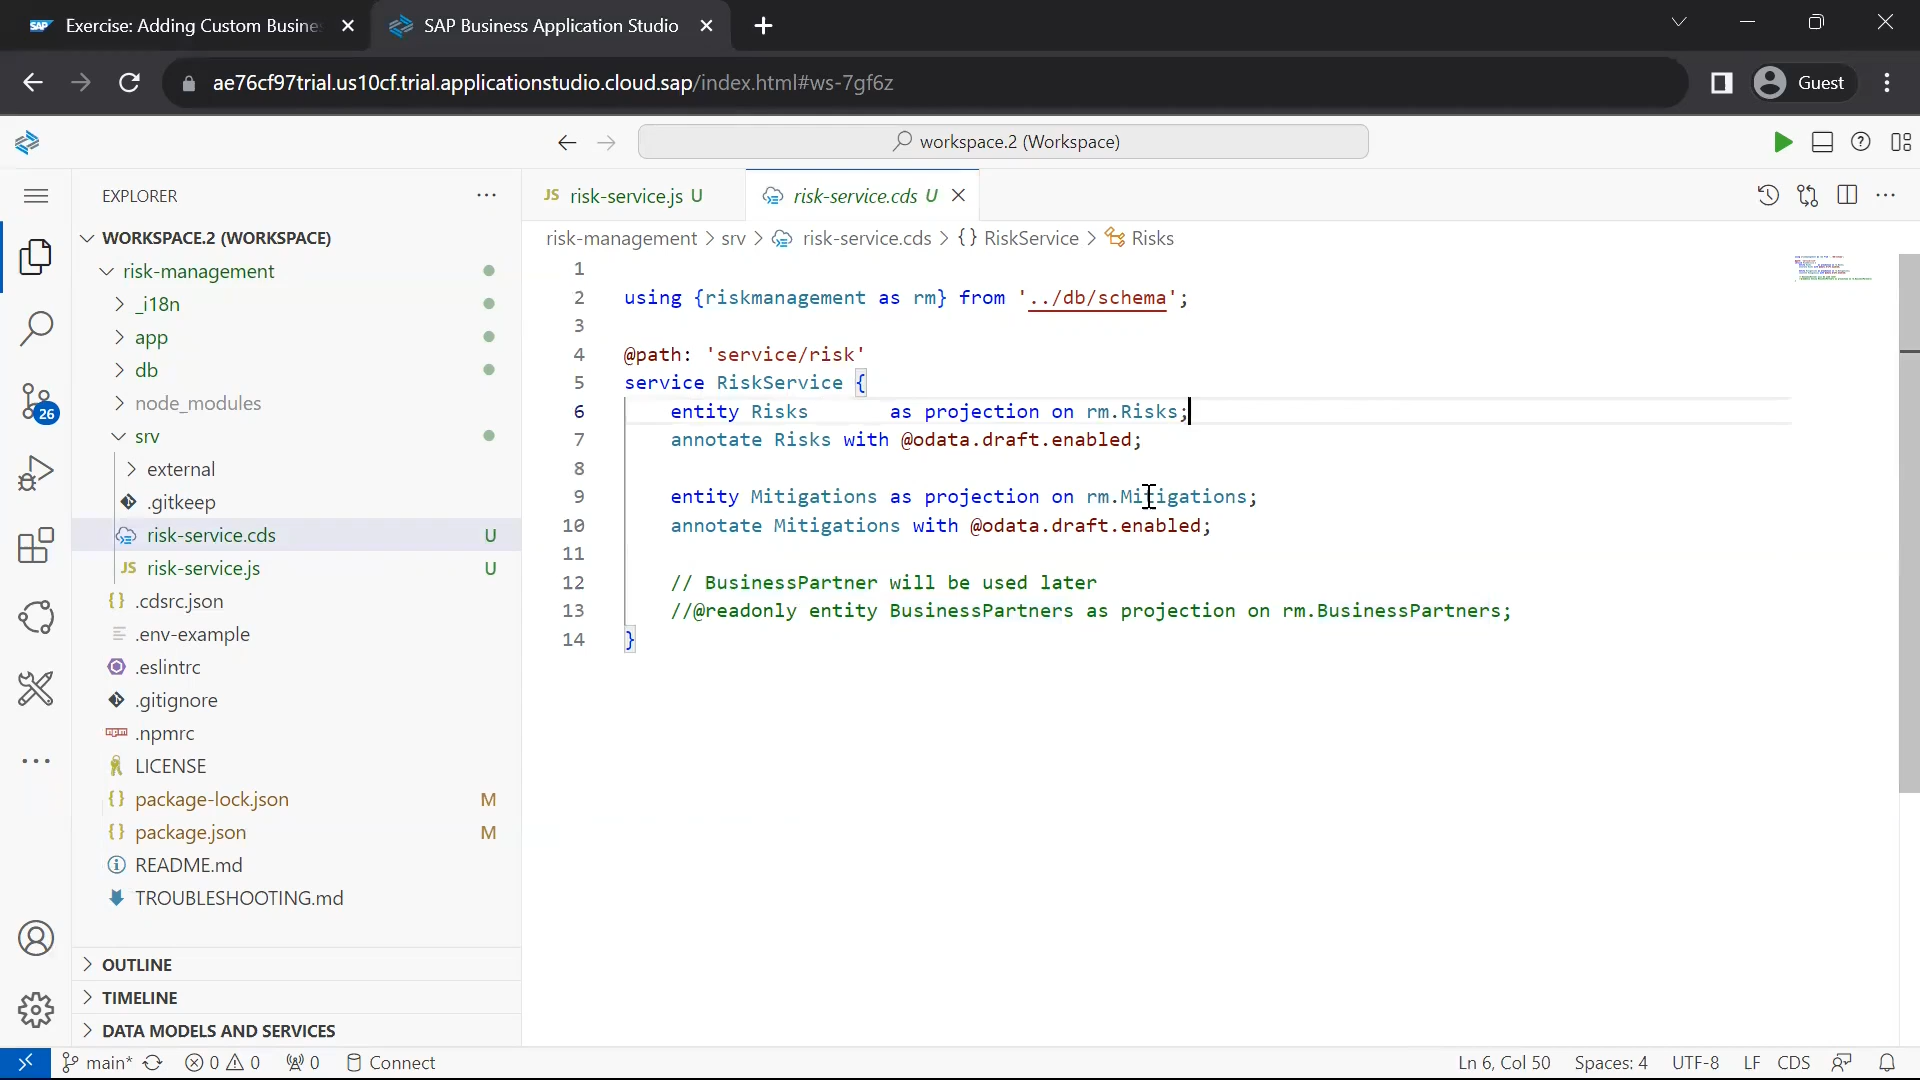 SAP Exercise: Adding Custom Busine
SAP Business Application Studio
ae76cf97trial.us10cf.trial.applicationstudio.cloud.sap/index.html#ws-7gf6z
Guest
workspace.2 (Workspace)
EXPLORER
WORKSPACE.2 (WORKSPACE)
risk-management
_i18n
app
db
node_modules
srv
external
.gitkeep
risk-service.cds U
JS risk-service.js U
{} .cdsrc.json
.env-example
.eslintrc
.gitignore
npm .npmrc
LICENSE
{} package-lock.json M
{} package.json M
README.md
TROUBLESHOOTING.md
OUTLINE
TIMELINE
DATA MODELS AND SERVICES
26
JS risk-service.js U
risk-service.cds U
risk-management > srv > risk-service.cds > {} RiskService > Risks
1
2 using {riskmanagement as rm} from '../db/schema';
3
4 @path: 'service/risk'
5 service RiskService {
6 entity Risks as projection on rm.Risks;
7 annotate Risks with @odata.draft.enabled;
8
9 entity Mitigations as projection on rm.Mitigations;
10 annotate Mitigations with @odata.draft.enabled;
11
12 // BusinessPartner will be used later
13 //@readonly entity BusinessPartners as projection on rm.BusinessPartners;
14 }
main* 0 0 0 Connect Ln 6, Col 50 Spaces: 4 UTF-8 LF CDS